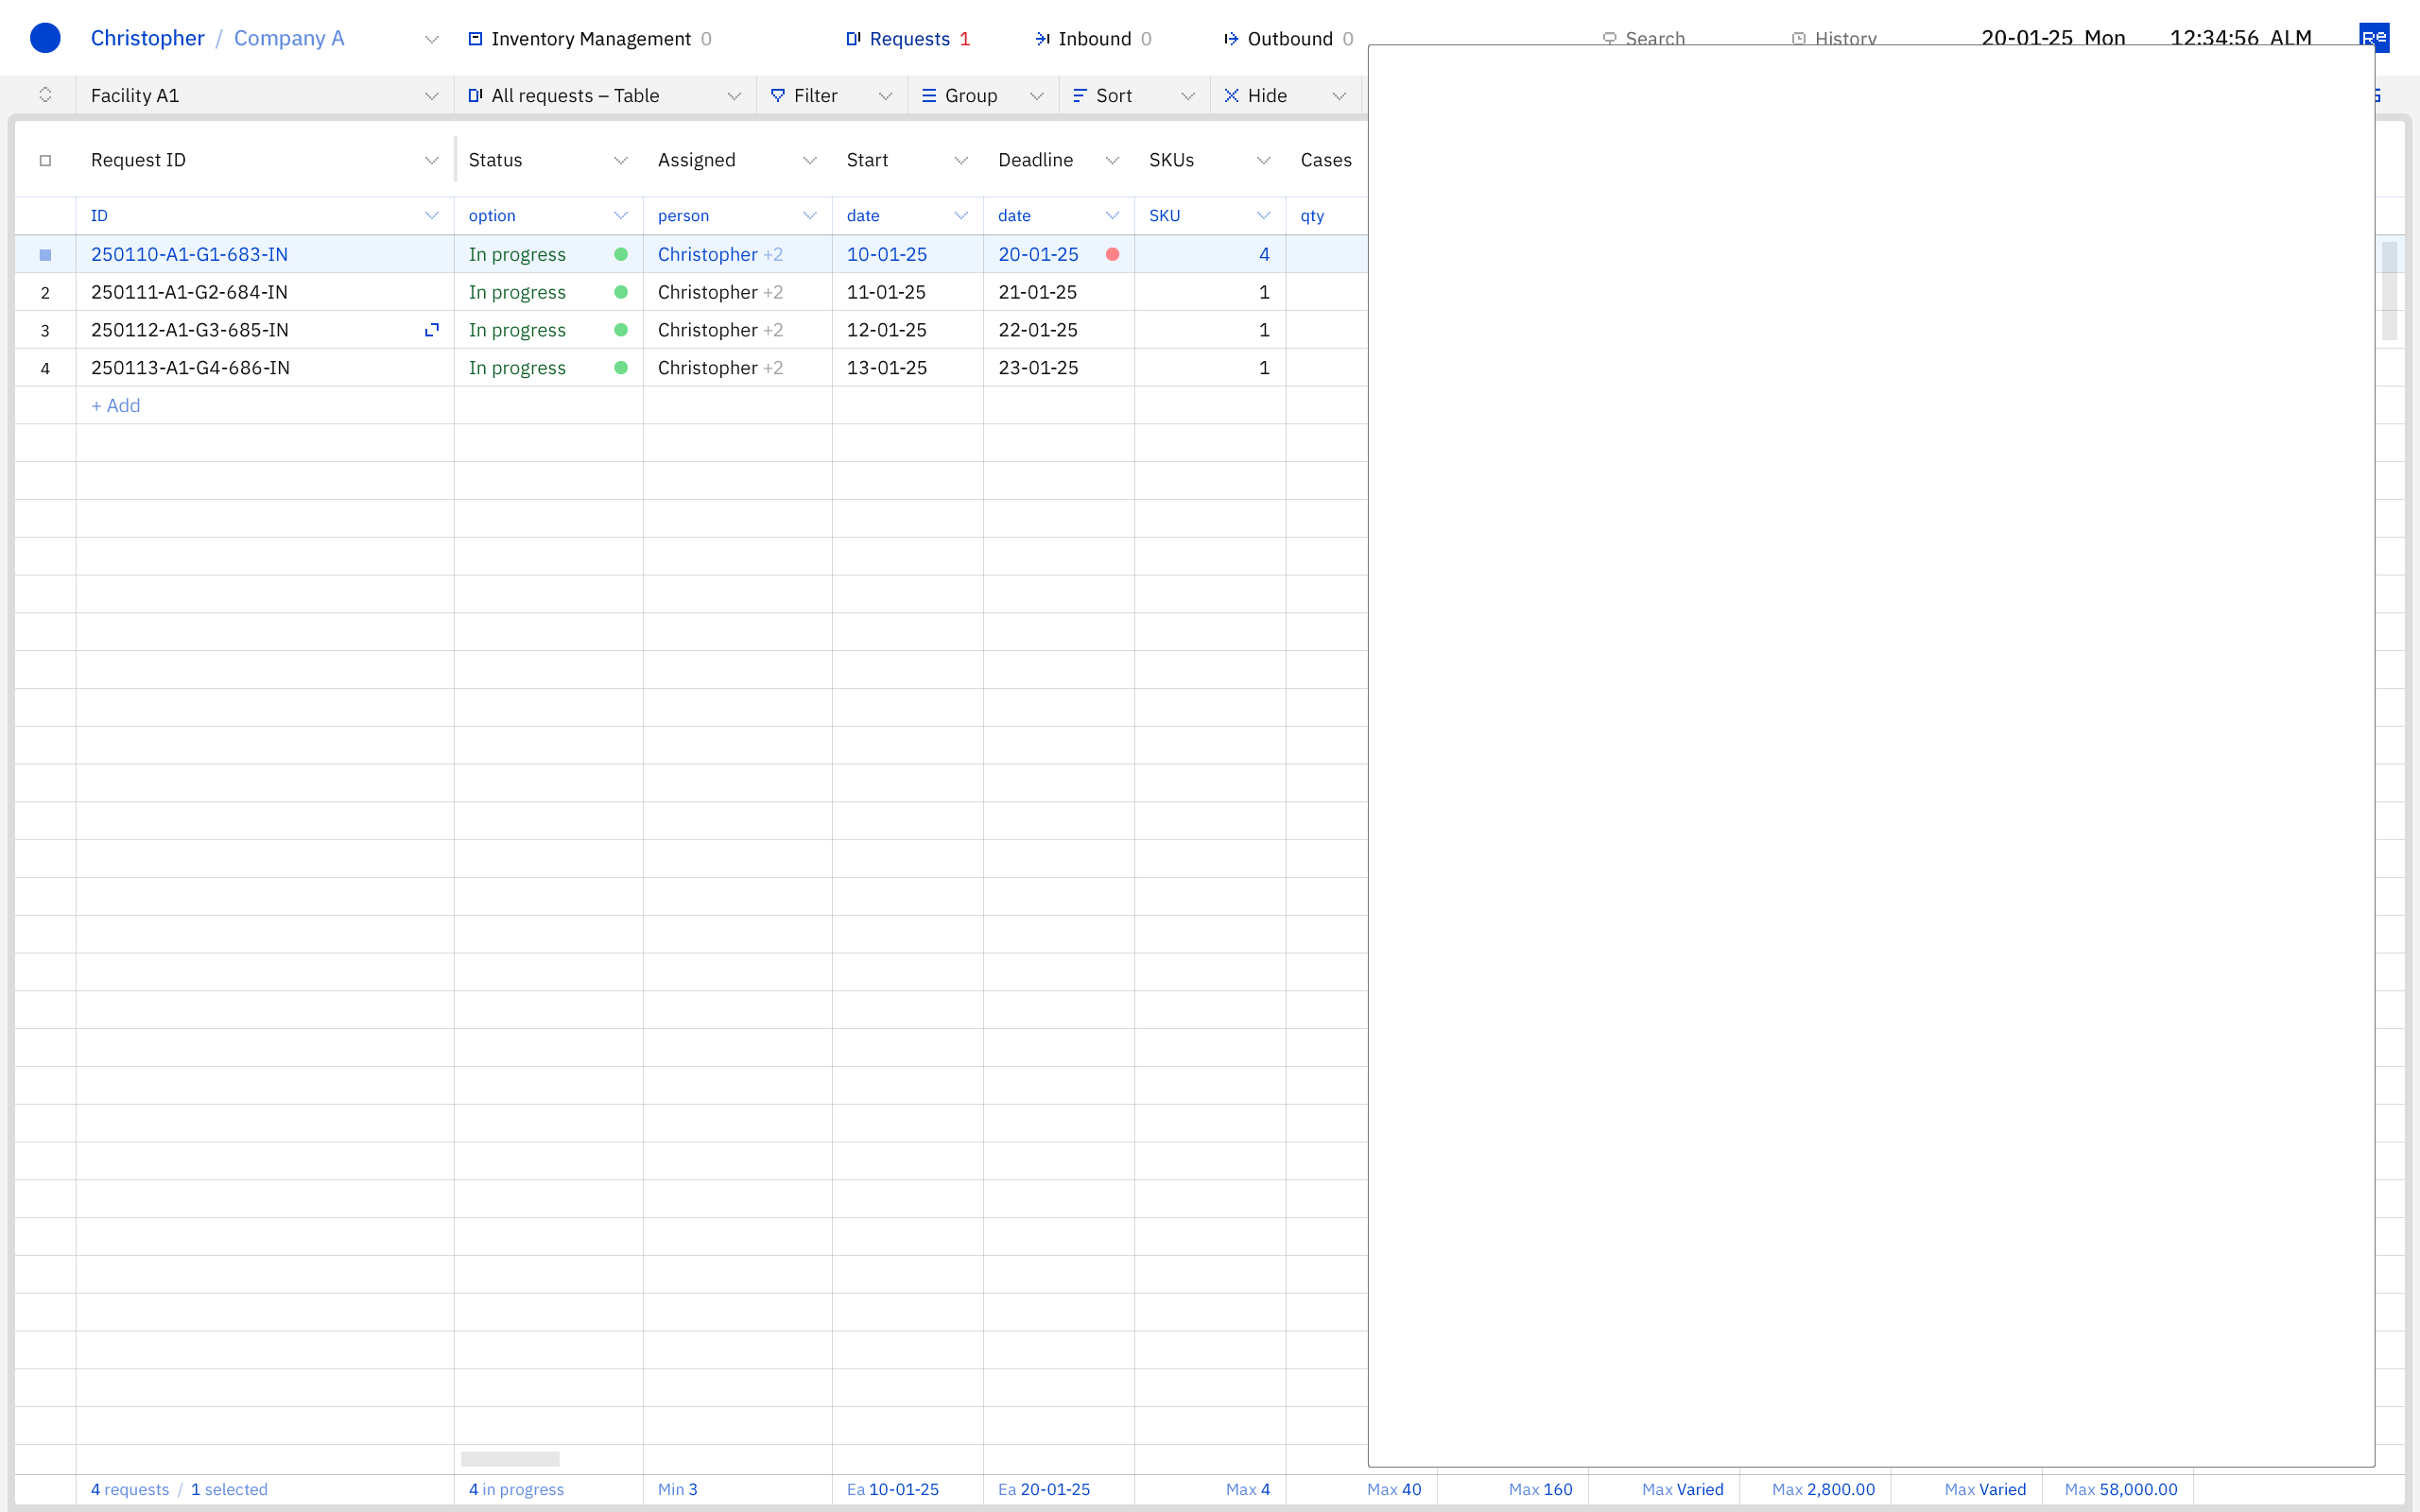 Christopher / Company A Inventory Management 0 Requests 1 Inbound 0 Outbound 0 Search History 20-01-25 Mon 12:34:56 ALM Re
Facility A1 All requests – Table Filter Group Sort Hide
Request ID Status Assigned Start Deadline SKUs Cases
ID option person date date SKU qty
250110-A1-G1-683-IN In progress Christopher +2 10-01-25 20-01-25 4
2 250111-A1-G2-684-IN In progress Christopher +2 11-01-25 21-01-25 1
3 250112-A1-G3-685-IN In progress Christopher +2 12-01-25 22-01-25 1
4 250113-A1-G4-686-IN In progress Christopher +2 13-01-25 23-01-25 1
+ Add
4 requests / 1 selected 4 in progress Min 3 Ea 10-01-25 Ea 20-01-25 Max 4 Max 40 Max 160 Max Varied Max 2,800.00 Max Varied Max 58,000.00